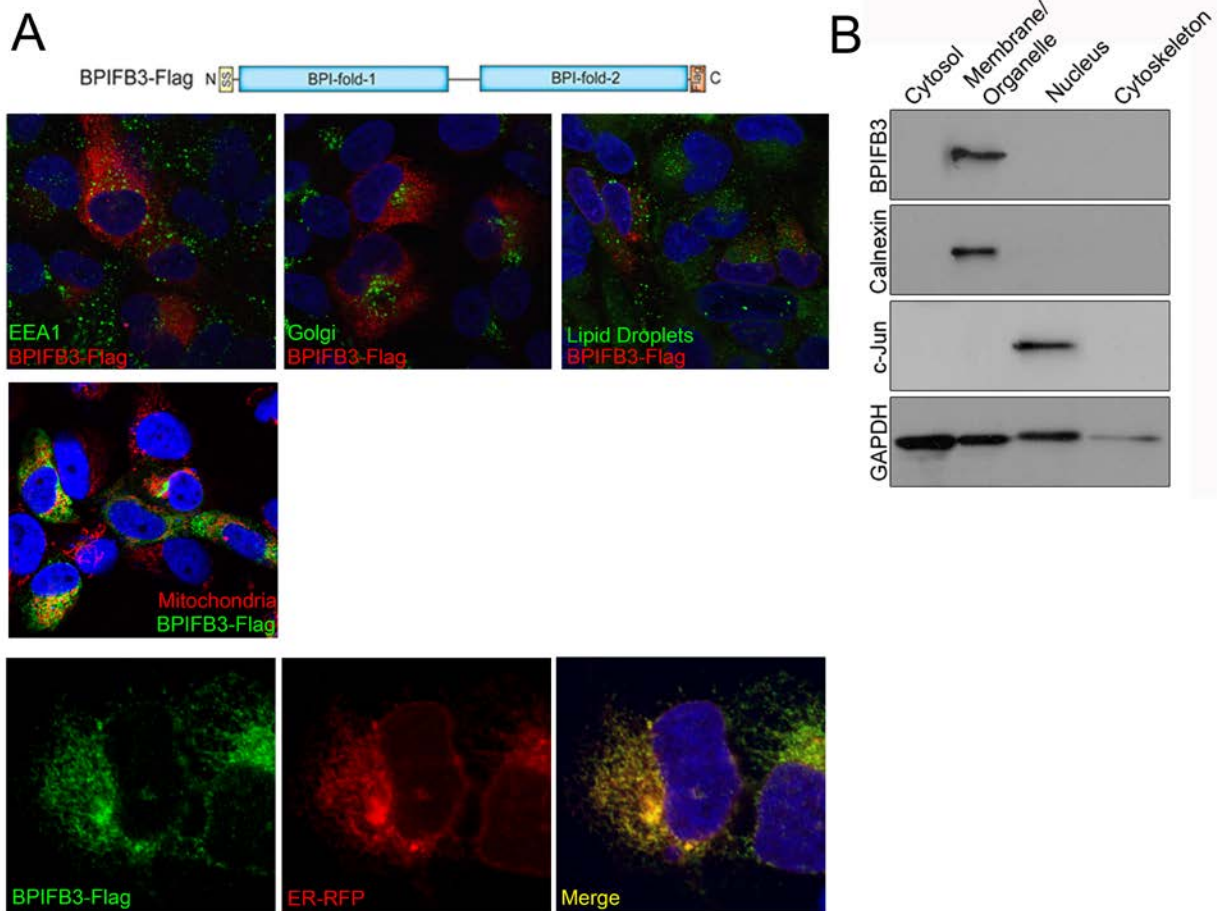 A
BPIFB3-Flag N SS BPI-fold-1 BPI-fold-2 Flag C
EEA1
BPIFB3-Flag
Golgi
BPIFB3-Flag
Lipid Droplets
BPIFB3-Flag
Mitochondria
BPIFB3-Flag
BPIFB3-Flag
ER-RFP
Merge
B
Cytosol
Membrane/
Organelle
Nucleus
Cytoskeleton
BPIFB3
Calnexin
c-Jun
GAPDH